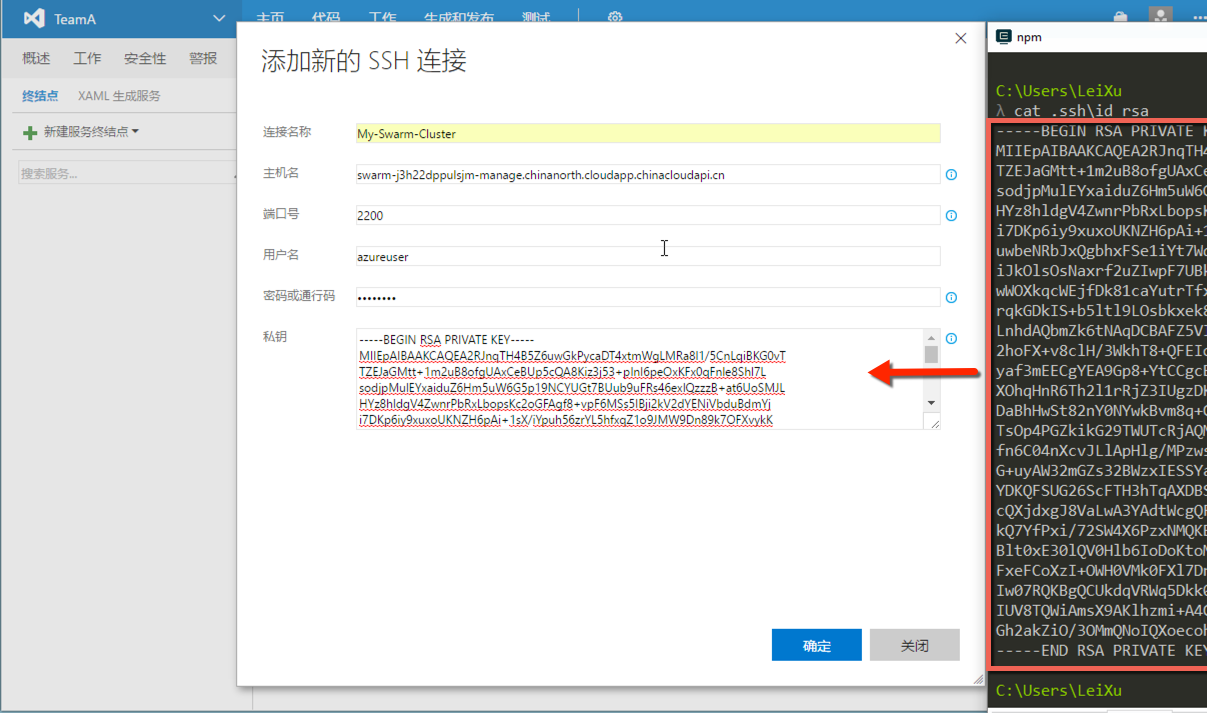 TeamA
主页 代码 工作 生成和发布 测试
概述 工作 安全性 警报
终结点 XAML 生成服务
新建服务终结点
搜索服务...
添加新的 SSH 连接
连接名称 My-Swarm-Cluster
主机名 swarm-j3h22dppulsjm-manage.chinanorth.cloudapp.chinacloudapi.cn
端口号 2200
用户名 azureuser
密码或通行码 ••••••••
私钥
-----BEGIN RSA PRIVATE KEY-----
MIIEpAIBAAKCAQEA2RJnqTH4B5Z6uwGkPycaDT4xtmWgLMRa8I1/5CnLqiBKG0vT
TZEJaGMtt+1m2uB8ofgUAxCeBUp5cQA8Kiz3j53+pInI6peOxKFx0qFnIe8ShI7L
sodjpMulEYxaiduZ6Hm5uW6G5p19NCYUGt7BUub9uFRs46exIQzzzB+at6UoSMJL
HYz8hldgV4ZwnrPbRxLbopsKc2oGFAgf8+vpF6MSs5IBji2kV2dYENiVbduBdmYj
i7DKp6iy9xuxoUKNZH6pAi+1sX/iYpuh56zrYL5hfxqZ1o9JMW9Dn89k7OFXvykK
确定 关闭
npm
C:\Users\LeiXu
λ cat .ssh\id_rsa
-----BEGIN RSA PRIVATE K
MIIEpAIBAAKCAQEA2RJnqTH4
TZEJaGMtt+1m2uB8ofgUAxCe
sodjpMulEYxaiduZ6Hm5uW6G
HYz8hldgV4ZwnrPbRxLbopsK
i7DKp6iy9xuxoUKNZH6pAi+1
uwbeNRbJxQgbhxFSe1iYt7Wo
iJkOlsOsNaxrf2uZIwpF7UBk
wWOXkqcWEjfDk81caYutrTfx
rqkGDkIS+b5ltl9LOsbkxek8
LnhdAQbmZk6tNAqDCBAFZ5VI
2hoFX+v8clH/3WkhT8+QFEIo
yaf3mEECgYEA9Gp8+YtCCgcE
XOhqHnR6Th2l1rRjZ3IUgzDK
DaBhHwSt82nY0NYwkBvm8q+C
TsOp4PGZkikG29TWUTcRjAQM
fn6C04nXcvJLlApHlg/MPzws
G+uyAW32mGZs32BWzxIESSYa
YDKQFSUG26ScFTH3hTqAXDBS
cQXjdxgJ8VaLwA3YAdtWcgQF
kQ7YfPxi/72SW4X6PzxNMQKB
Blt0xE30lQV0Hlb6IoDoKtoM
FxeFCoXzI+OWH0VMk0FXl7Dn
Iw07RQKBgQCUkdqVRWq5Dkk0
IUV8TQWiAmsX9AKlhzmi+A4C
Gh2akZiO/3OMmQNoIQXoecoh
-----END RSA PRIVATE KEY
C:\Users\LeiXu